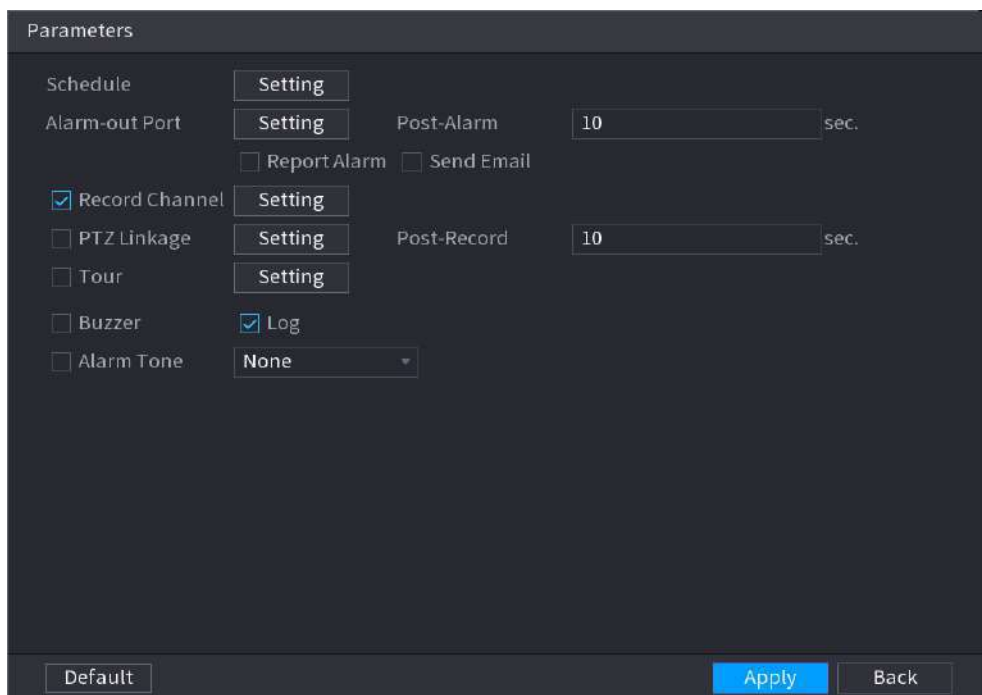 Parameters
Schedule Setting
Alarm-out Port Setting Post-Alarm 10 sec.
Report Alarm Send Email
Record Channel Setting
PTZ Linkage Setting Post-Record 10 sec.
Tour Setting
Buzzer Log
Alarm Tone None
Default Apply Back